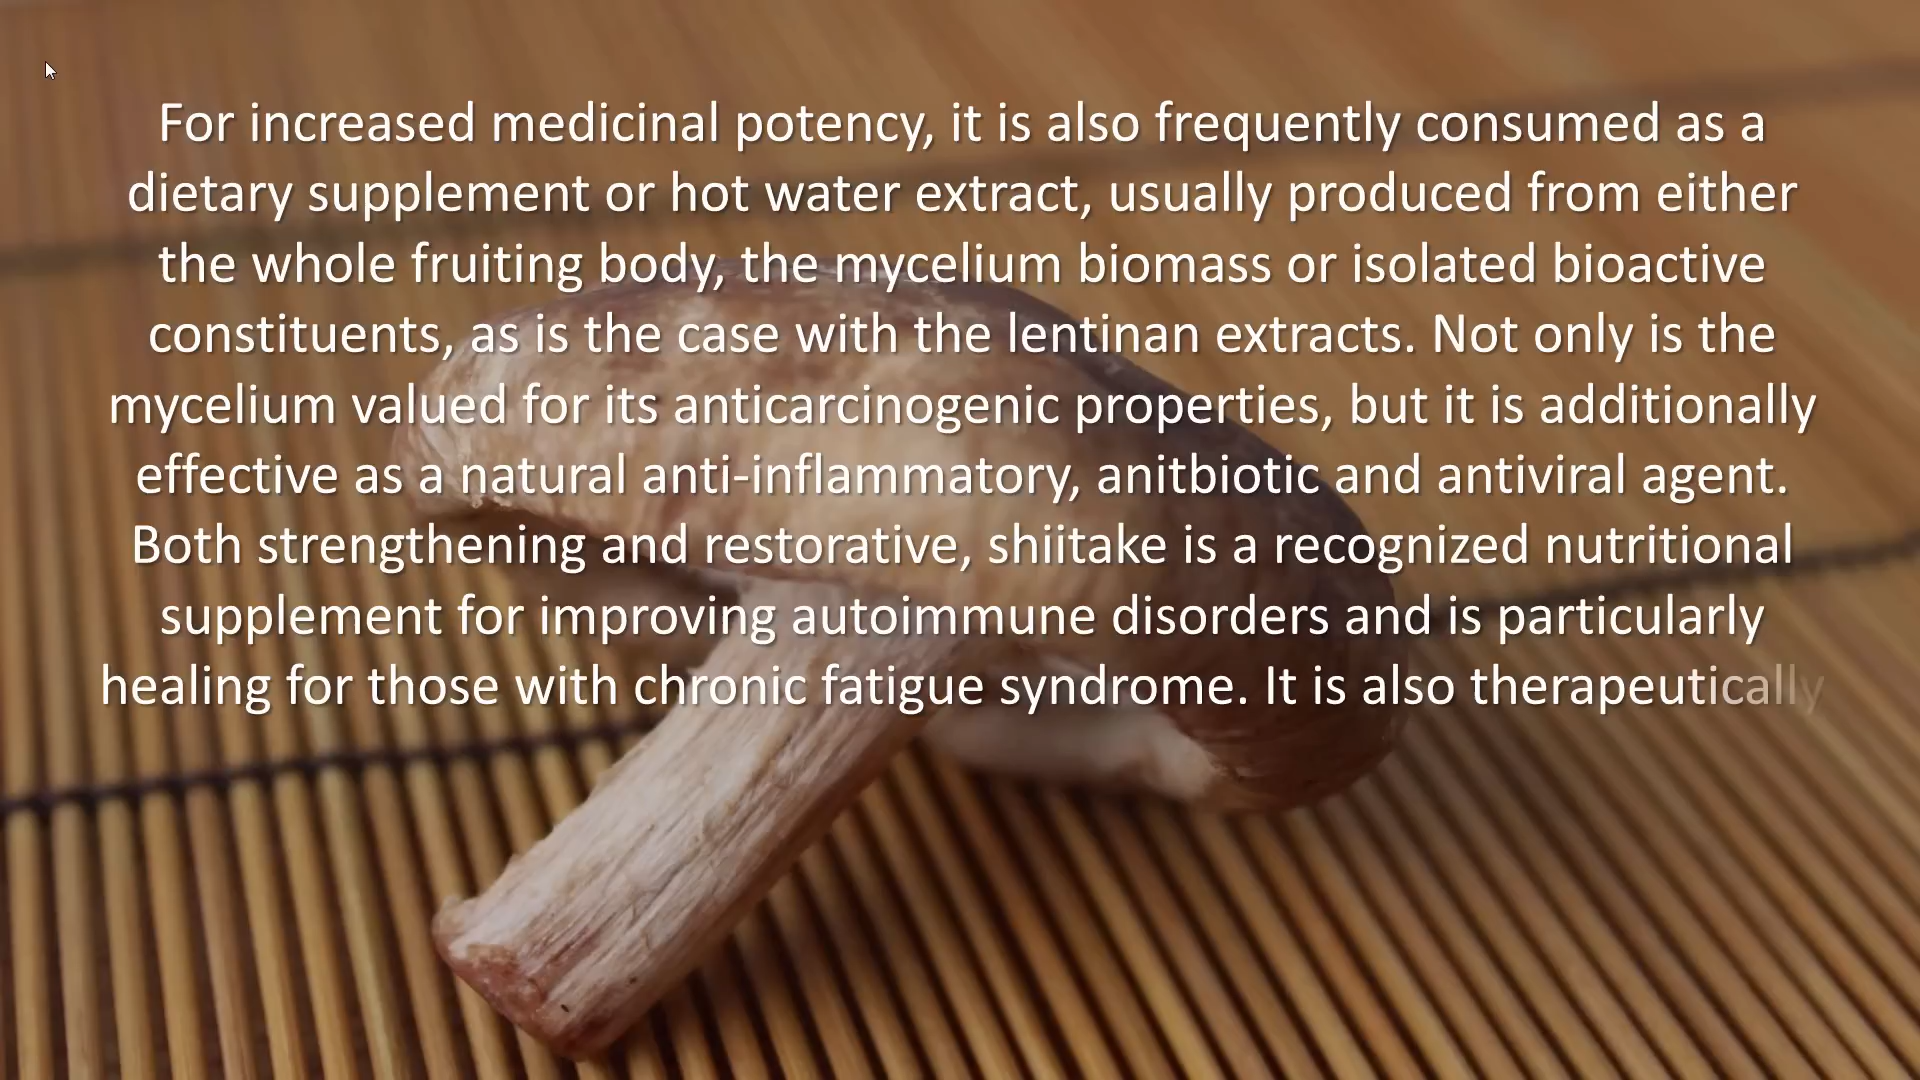 For increased medicinal potency, it is also frequently consumed as a
dietary supplement or hot water extract, usually produced from either
the whole fruiting body, the mycelium biomass or isolated bioactive
constituents, as is the case with the lentinan extracts. Not only is the
mycelium valued for its anticarcinogenic properties, but it is additionally
effective as a natural anti-inflammatory, anitbiotic and antiviral agent.
Both strengthening and restorative, shiitake is a recognized nutritional
supplement for improving autoimmune disorders and is particularly
healing for those with chronic fatigue syndrome. It is also therapeutically